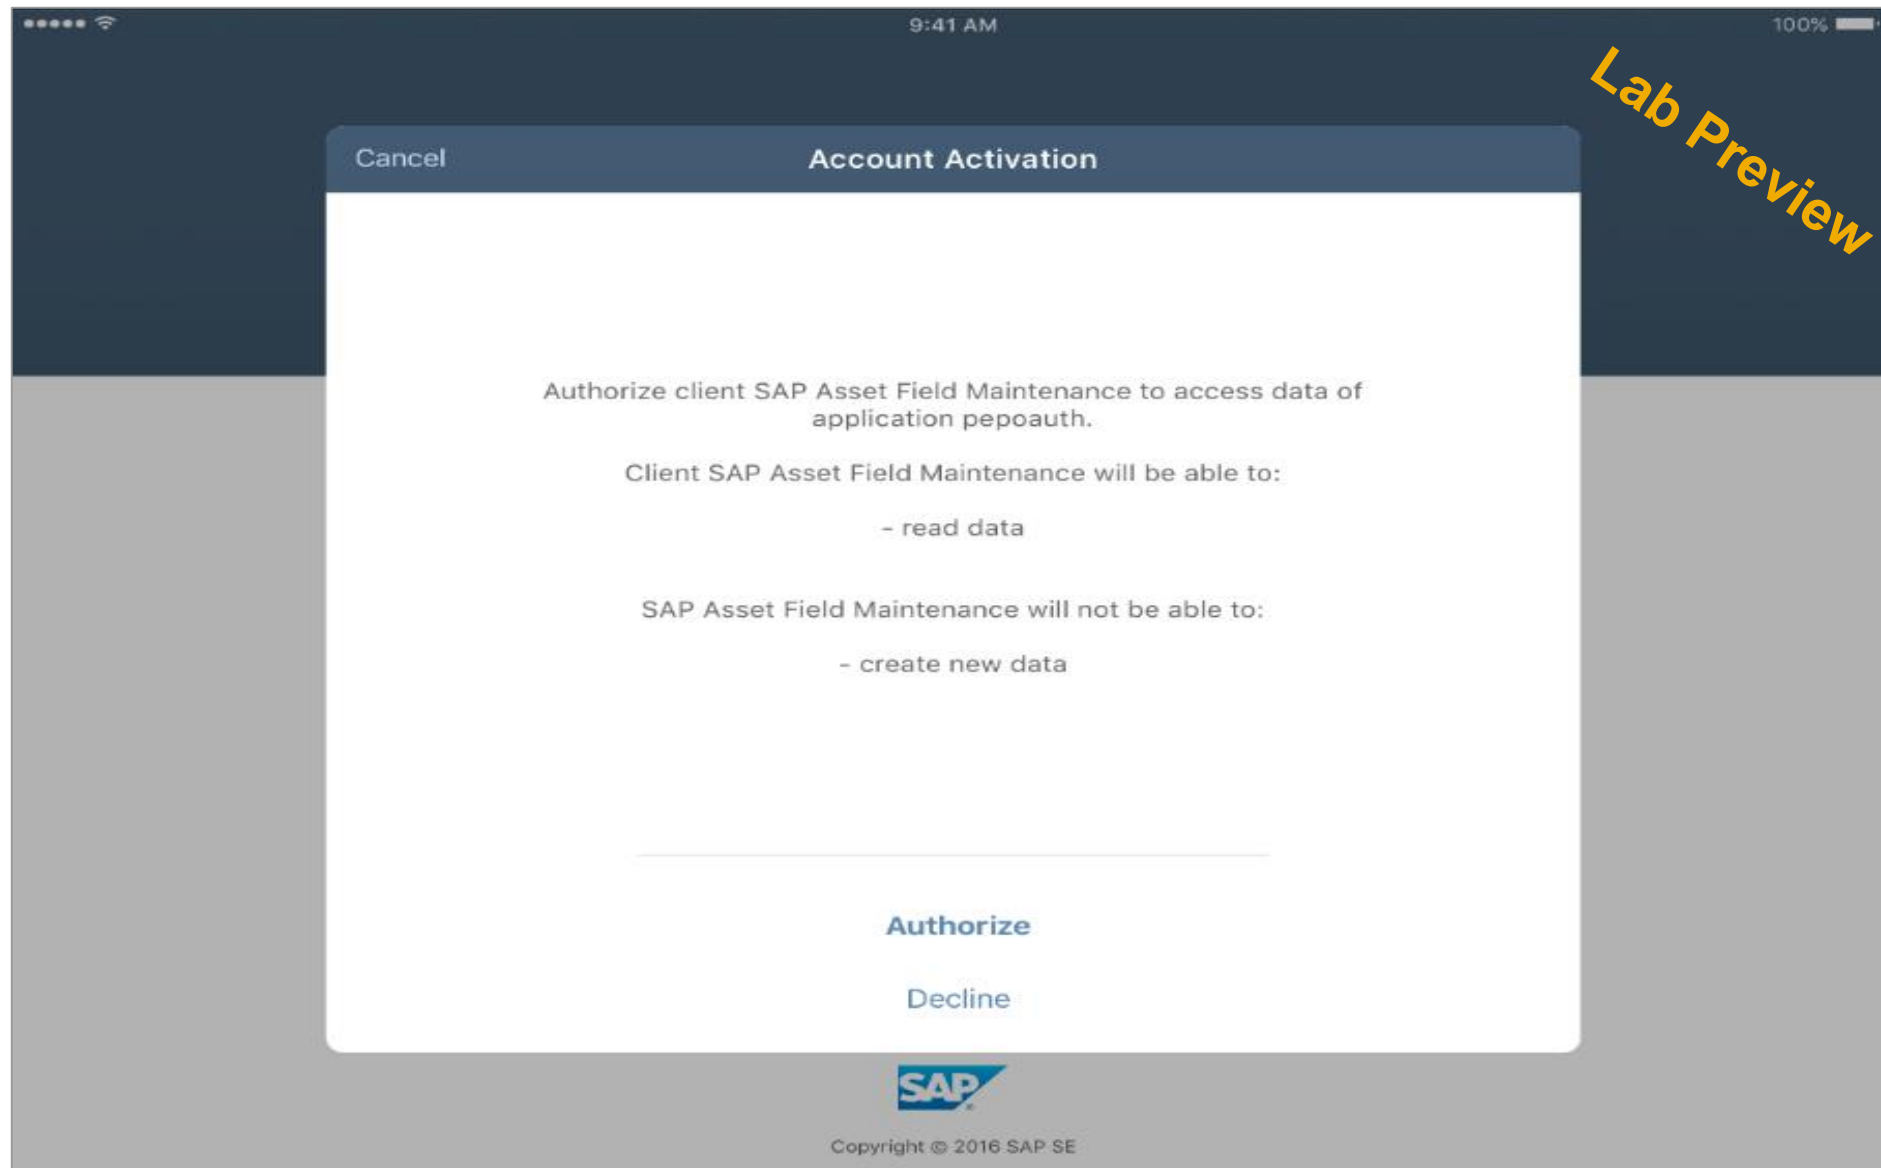 9:41 AM
100%
Lab Preview
Cancel
Account Activation
Authorize client SAP Asset Field Maintenance to access data of
application pepoauth.
Client SAP Asset Field Maintenance will be able to:
- read data
SAP Asset Field Maintenance will not be able to:
- create new data
Authorize
Decline
SAP®
Copyright © 2016 SAP SE